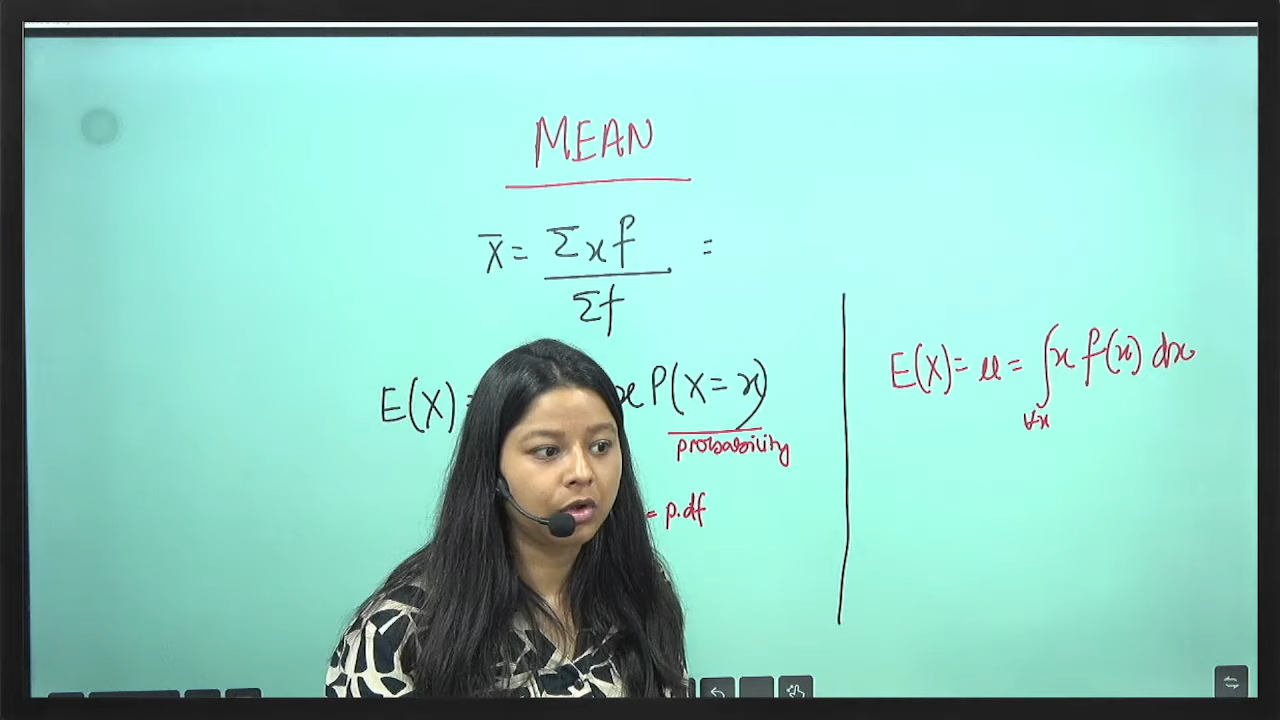 MEAN
X̄ = Σxf / Σf =
E(X) = x P(X = x)
probability
= p.df
E(X) = μ = ∫ x f(x) dx
∀x